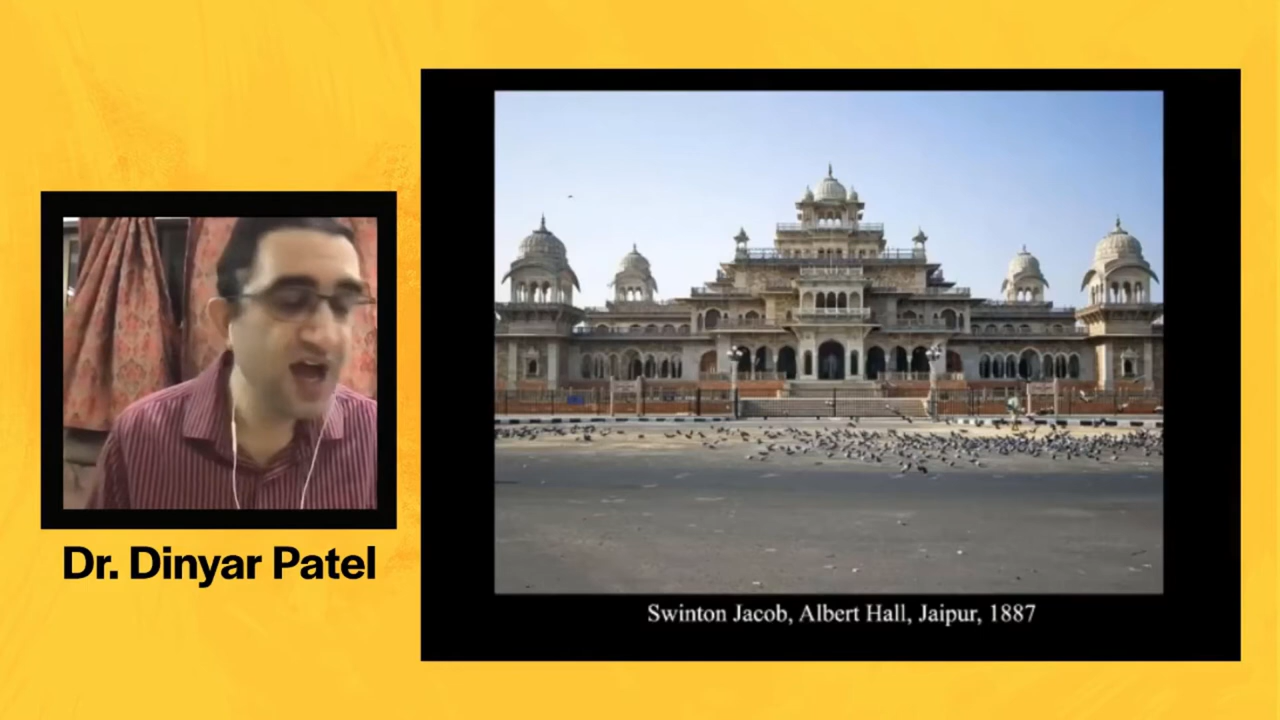 Dr. Dinyar Patel
Swinton Jacob, Albert Hall, Jaipur, 1887